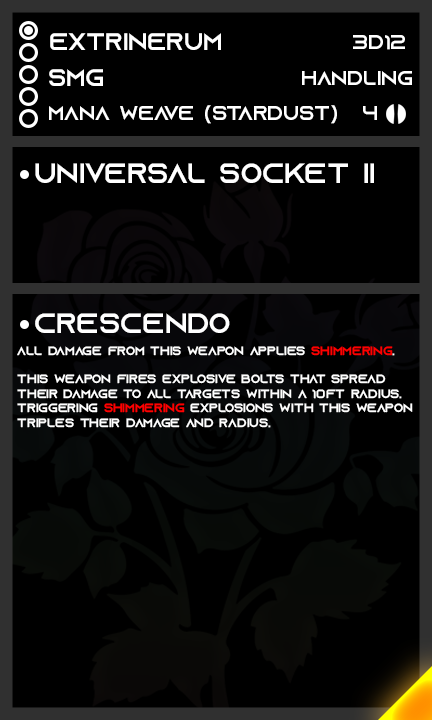 EXTRINERUM 3D12
SMG HANDLING
MANA WEAVE (STARDUST) 4
• UNIVERSAL SOCKET II
• CRESCENDO
ALL DAMAGE FROM THIS WEAPON APPLIES SHIMMERING.
THIS WEAPON FIRES EXPLOSIVE BOLTS THAT SPREAD
THEIR DAMAGE TO ALL TARGETS WITHIN A 10FT RADIUS.
TRIGGERING SHIMMERING EXPLOSIONS WITH THIS WEAPON
TRIPLES THEIR DAMAGE AND RADIUS.